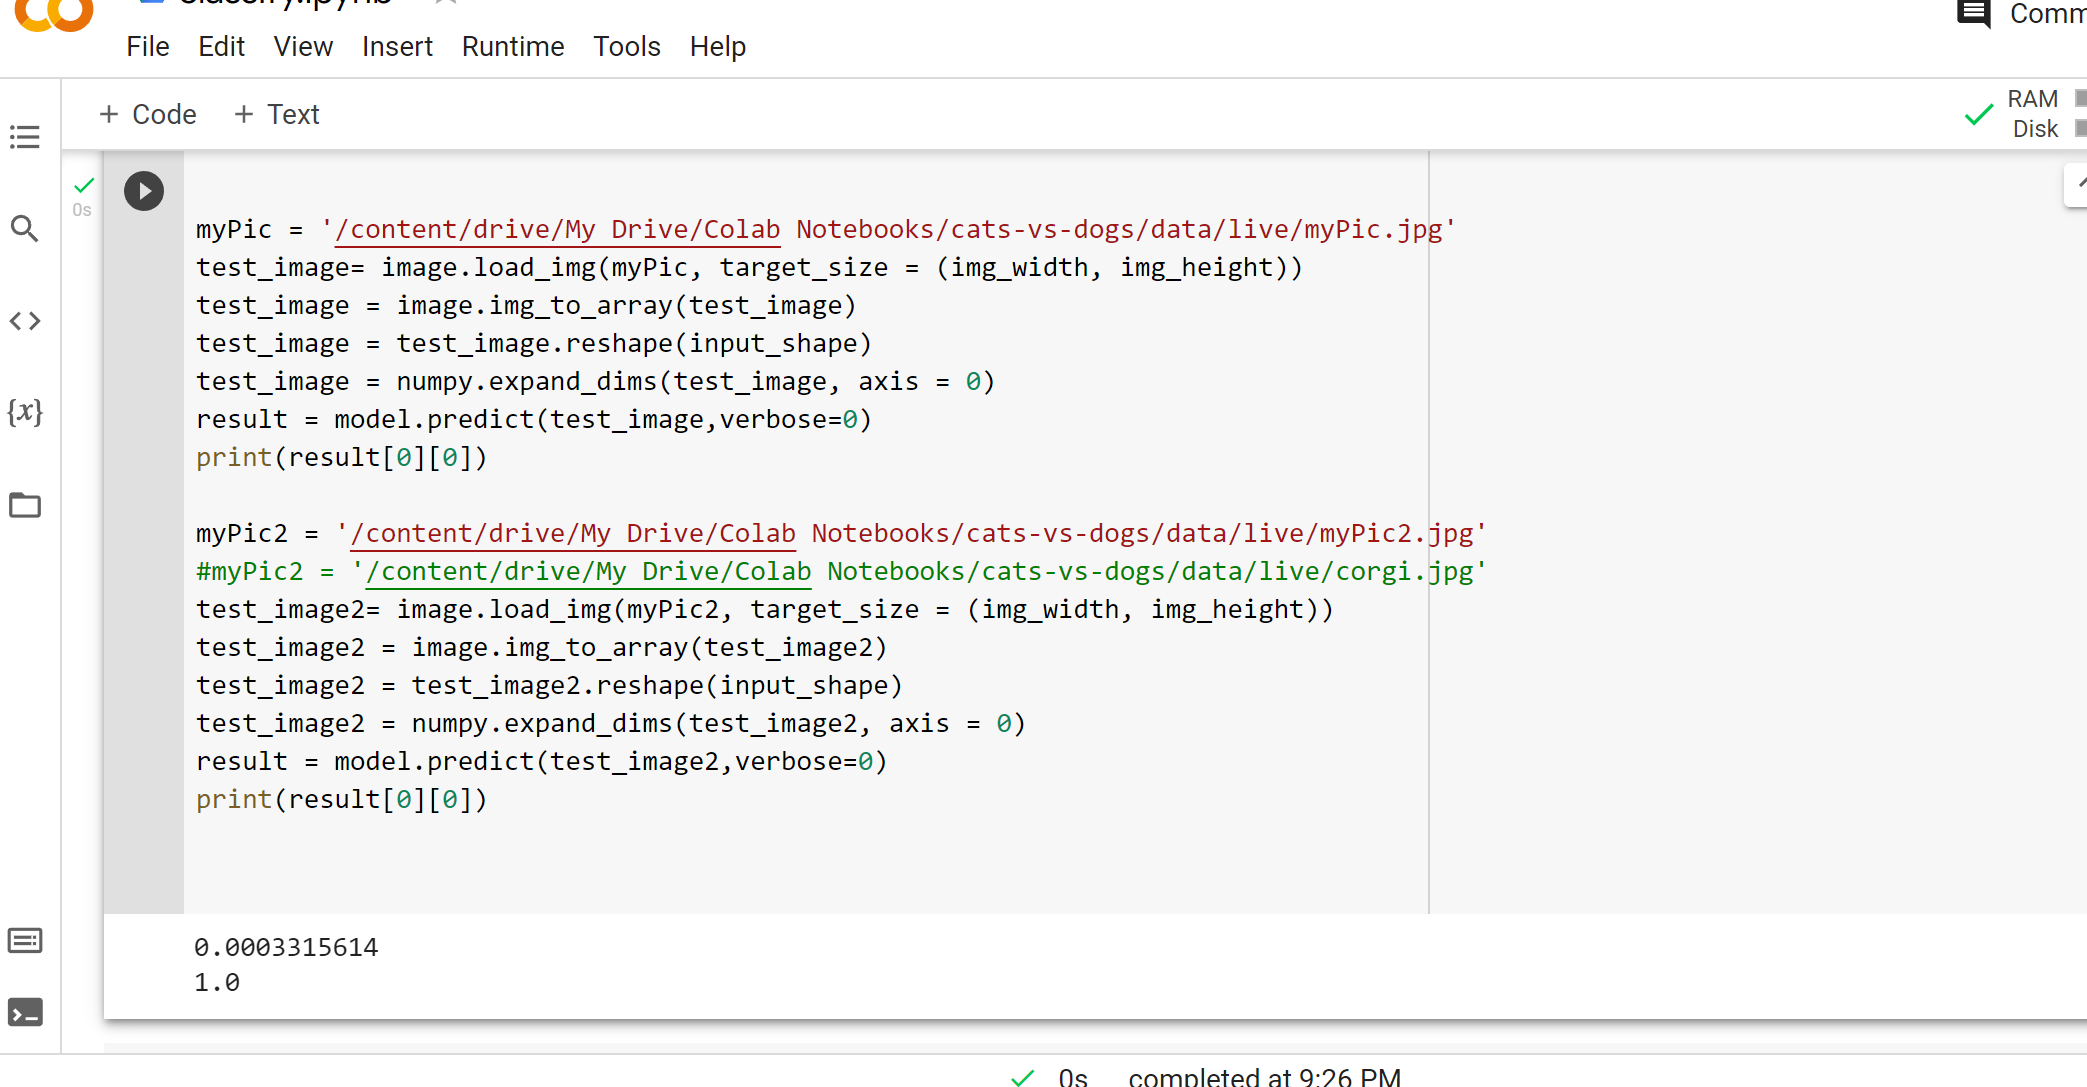 File Edit View Insert Runtime Tools Help
Comm
+ Code + Text
RAM
Disk
0s
myPic = '/content/drive/My Drive/Colab Notebooks/cats-vs-dogs/data/live/myPic.jpg'
test_image= image.load_img(myPic, target_size = (img_width, img_height))
test_image = image.img_to_array(test_image)
test_image = test_image.reshape(input_shape)
test_image = numpy.expand_dims(test_image, axis = 0)
result = model.predict(test_image,verbose=0)
print(result[0][0])
myPic2 = '/content/drive/My Drive/Colab Notebooks/cats-vs-dogs/data/live/myPic2.jpg'
#myPic2 = '/content/drive/My Drive/Colab Notebooks/cats-vs-dogs/data/live/corgi.jpg'
test_image2= image.load_img(myPic2, target_size = (img_width, img_height))
test_image2 = image.img_to_array(test_image2)
test_image2 = test_image2.reshape(input_shape)
test_image2 = numpy.expand_dims(test_image2, axis = 0)
result = model.predict(test_image2,verbose=0)
print(result[0][0])
{x}
0.0003315614
1.0
0s completed at 9:26 PM